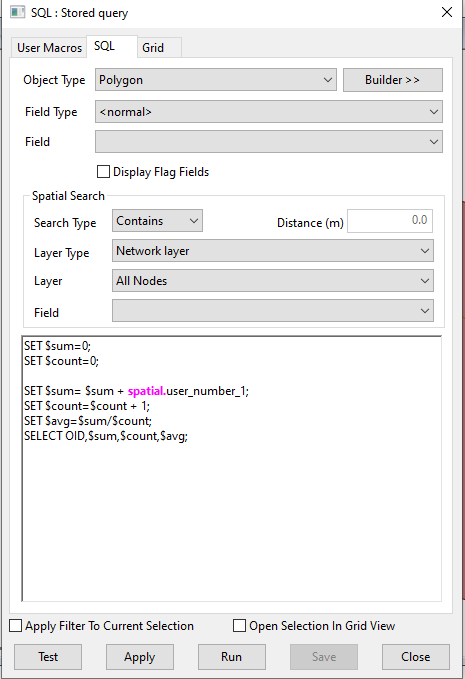 SQL : Stored query
User Macros SQL Grid
Object Type Polygon Builder >>
Field Type <normal>
Field
Display Flag Fields
Spatial Search
Search Type Contains Distance (m) 0.0
Layer Type Network layer
Layer All Nodes
Field
SET $sum=0;
SET $count=0;
SET $sum= $sum + spatial.user_number_1;
SET $count=$count + 1;
SET $avg=$sum/$count;
SELECT OID,$sum,$count,$avg;
Apply Filter To Current Selection Open Selection In Grid View
Test Apply Run Save Close